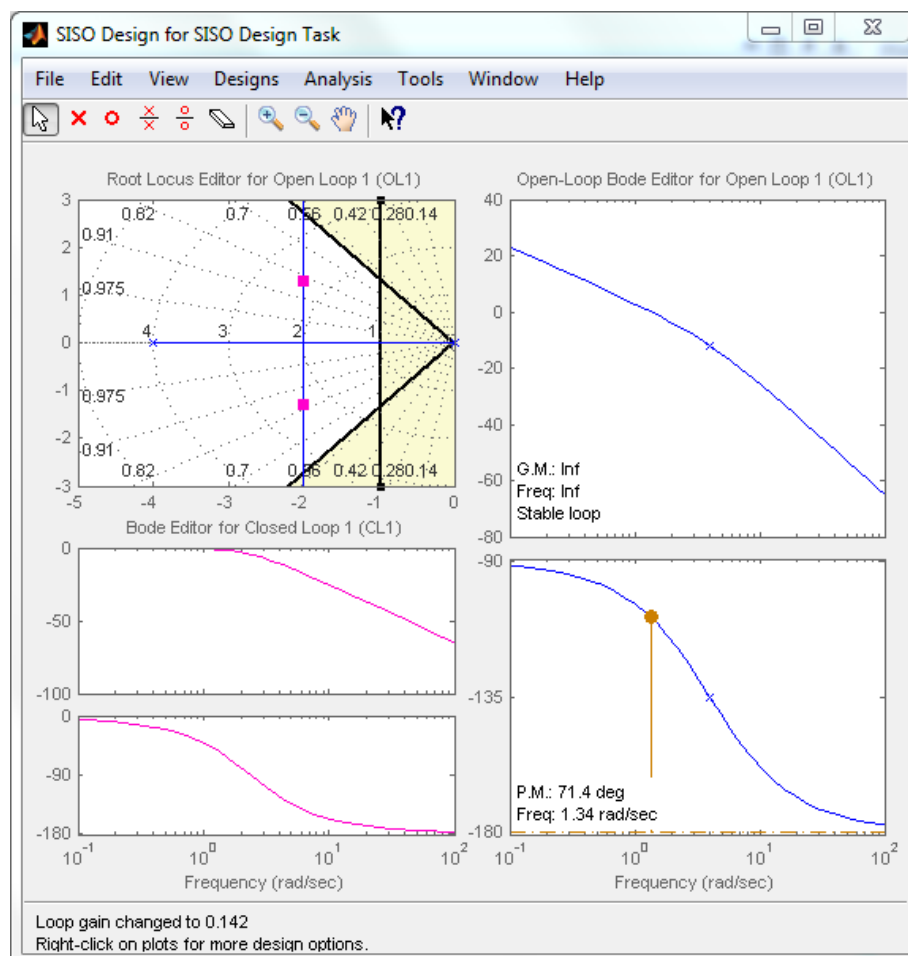 SISO Design for SISO Design Task
File Edit View Designs Analysis Tools Window Help
Root Locus Editor for Open Loop 1 (OL1)
3
2
1
0
-1
-2
-3
0.82 0.7 0.56 0.42 0.28 0.14
0.91
0.975
4 3 2 1
0.975
0.91
0.82 0.7 0.56 0.42 0.28 0.14
-5 -4 -3 -2 -1 0
Bode Editor for Closed Loop 1 (CL1)
0
-50
-100
0
-90
-180
10^-1 10^0 10^1 10^2
Frequency (rad/sec)
Open-Loop Bode Editor for Open Loop 1 (OL1)
40
20
0
-20
-40
-60
-80
G.M.: Inf
Freq: Inf
Stable loop
-90
-135
-180
P.M.: 71.4 deg
Freq: 1.34 rad/sec
10^-1 10^0 10^1 10^2
Frequency (rad/sec)
Loop gain changed to 0.142
Right-click on plots for more design options.